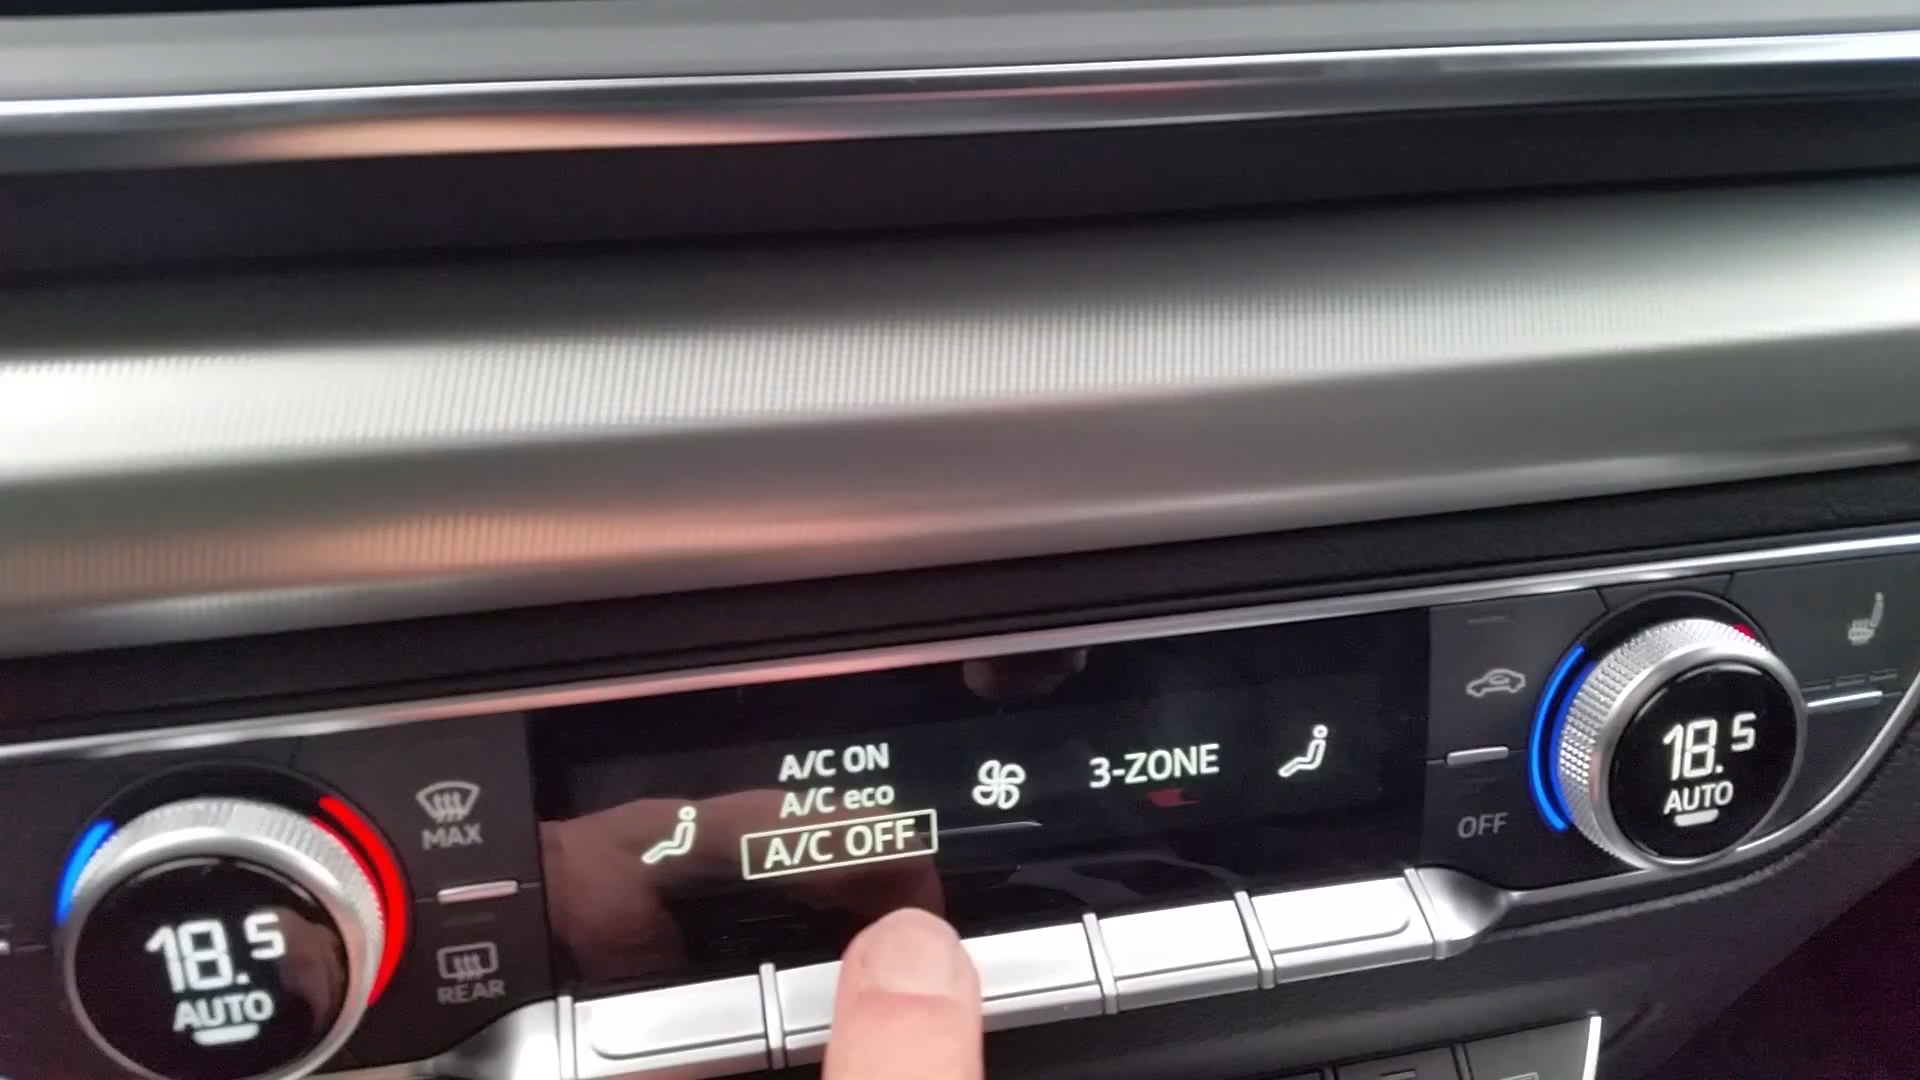 MAX
REAR
18.5
AUTO
A/C ON
A/C eco
A/C OFF
3-ZONE
OFF
18.5
AUTO